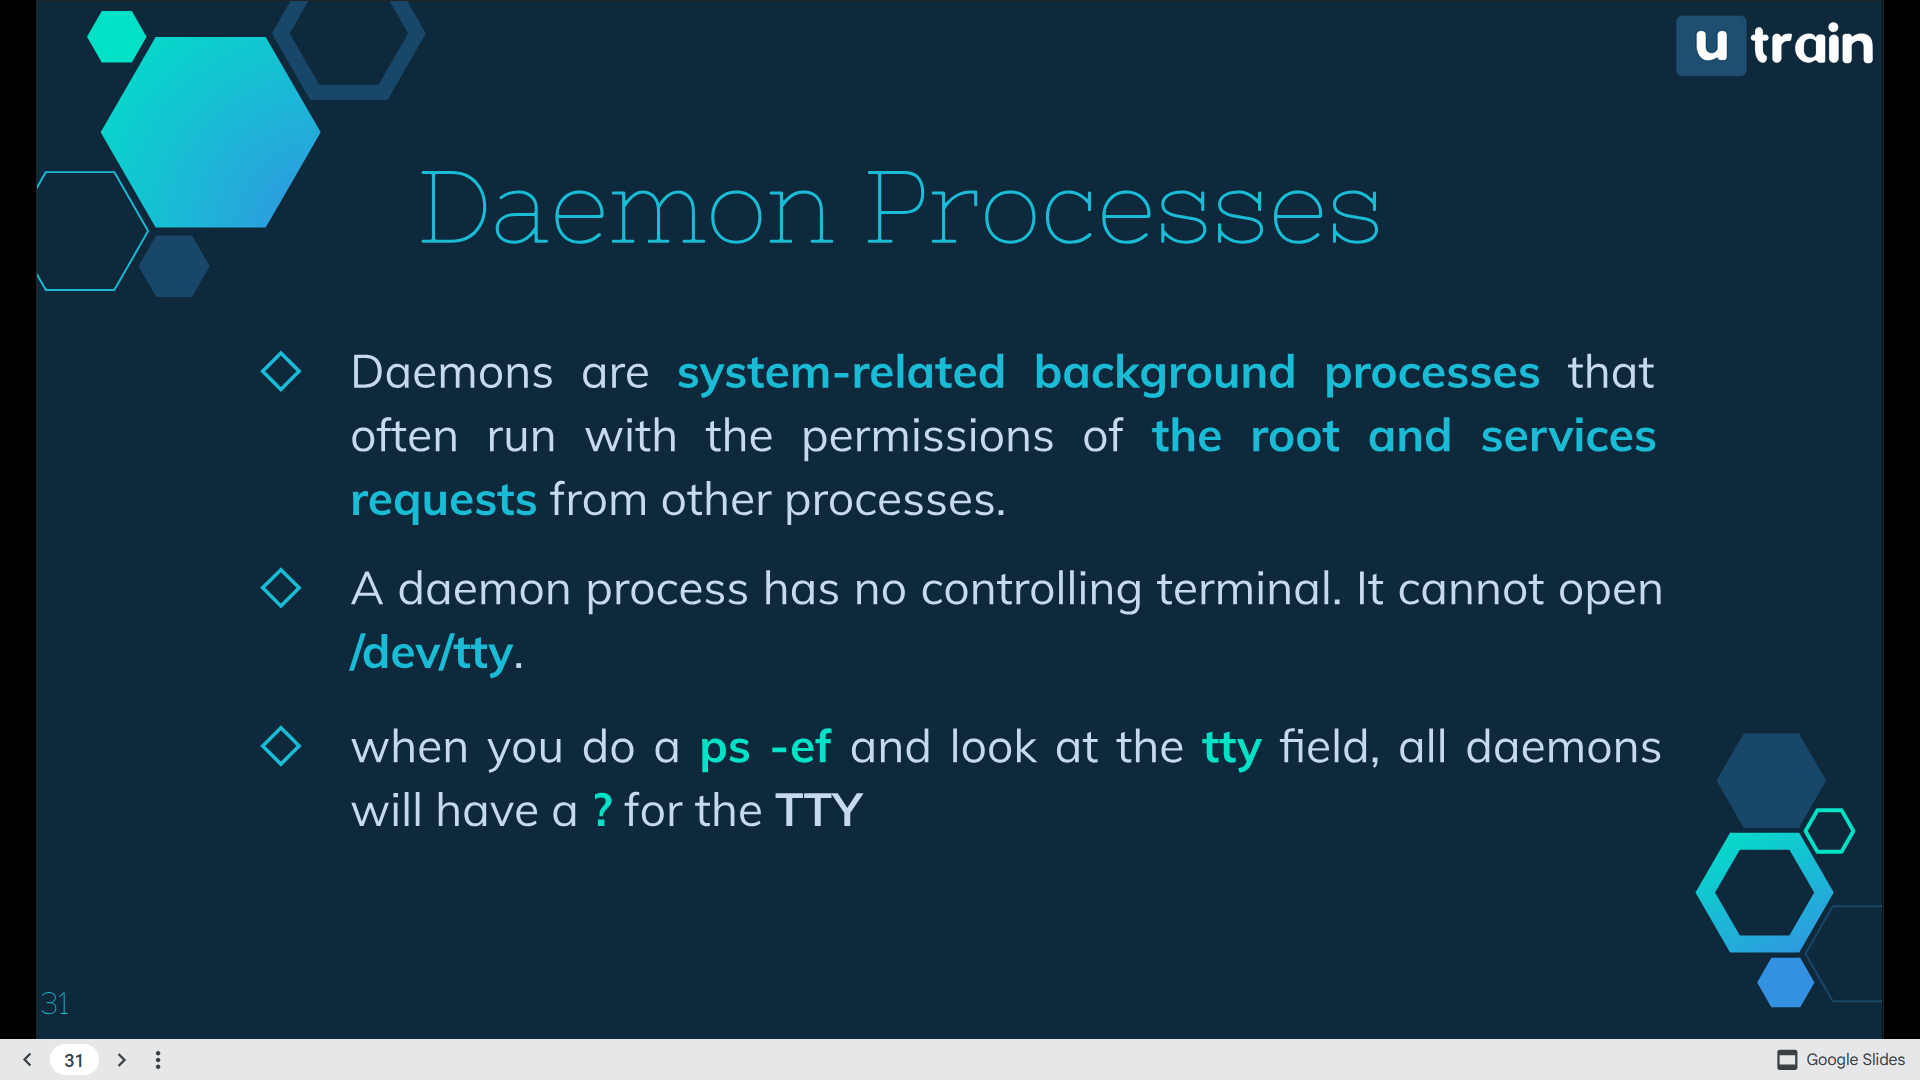 u train
Daemon Processes
Daemons are system-related background processes that
often run with the permissions of the root and services
requests from other processes.
A daemon process has no controlling terminal. It cannot open
/dev/tty.
when you do a ps -ef and look at the tty field, all daemons
will have a ? for the TTY
31
31
Google Slides